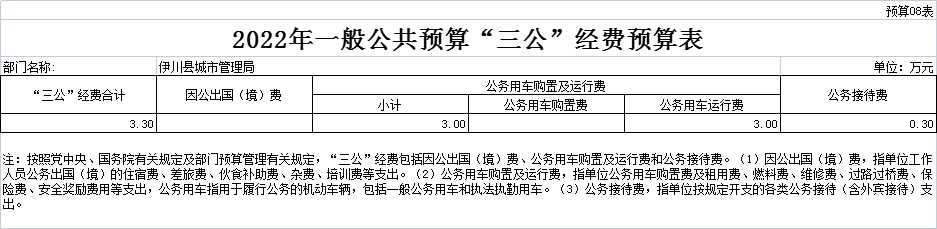 预算08表
2022年一般公共预算“三公”经费预算表
部门名称: 伊川县城市管理局 单位：万元
“三公”经费合计 因公出国（境）费 公务用车购置及运行费 公务接待费
小计 公务用车购置费 公务用车运行费
3.30 3.00 3.00 0.30
注：按照党中央、国务院有关规定及部门预算管理有关规定，“三公”经费包括因公出国（境）费、公务用车购置及运行费和公务接待费。（1）因公出国（境）费，指单位工作
人员公务出国（境）的住宿费、差旅费、伙食补助费、杂费、培训费等支出。（2）公务用车购置及运行费，指单位公务用车购置费及租用费、燃料费、维修费、过路过桥费、保
险费、安全奖励费用等支出，公务用车指用于履行公务的机动车辆，包括一般公务用车和执法执勤用车。（3）公务接待费，指单位按规定开支的各类公务接待（含外宾接待）支
出。